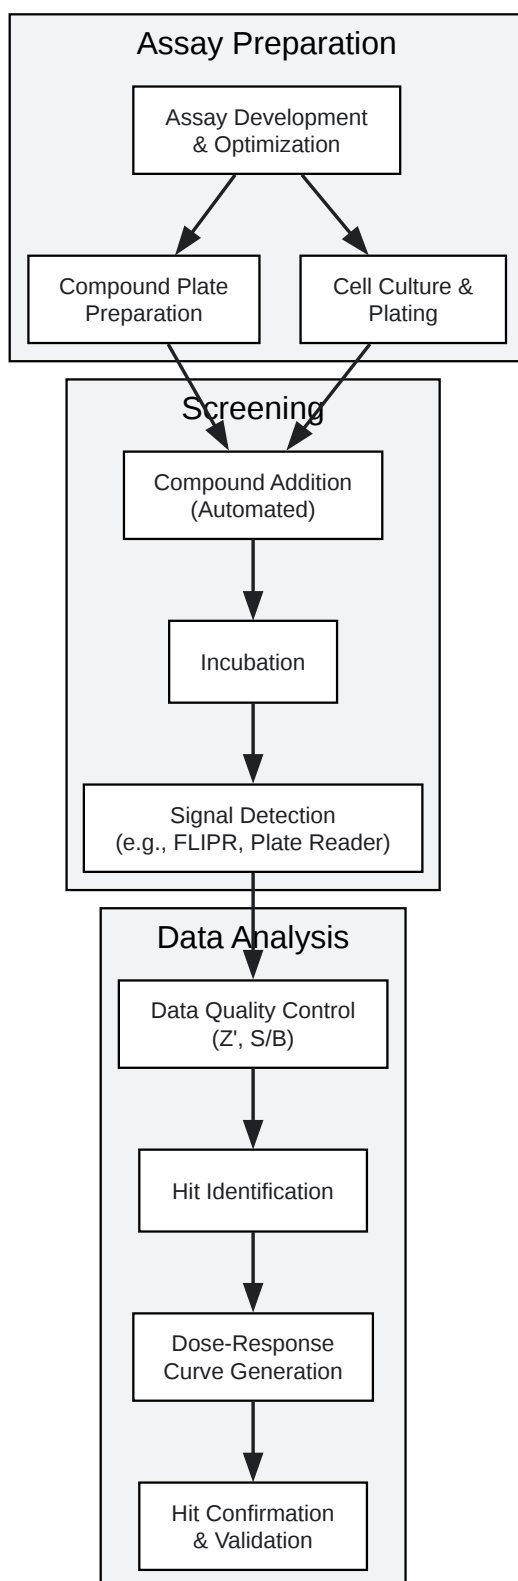 Assay Preparation
Assay Development
& Optimization
Compound Plate
Preparation
Cell Culture &
Plating
Screening
Compound Addition
(Automated)
Incubation
Signal Detection
(e.g., FLIPR, Plate Reader)
Data Analysis
Data Quality Control
(Z', S/B)
Hit Identification
Dose-Response
Curve Generation
Hit Confirmation
& Validation